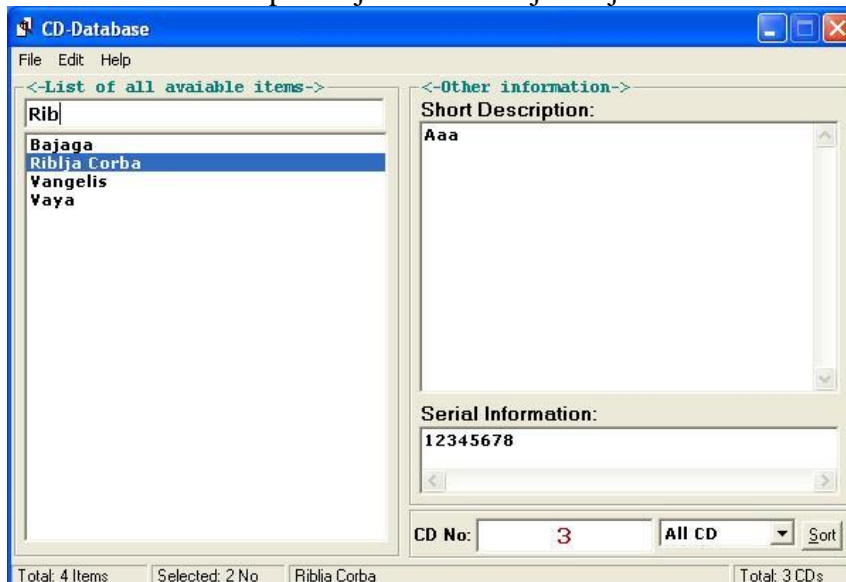 CD-Database
File Edit Help
<-List of all avaiable items->
Rib
Bajaga
Riblja Corba
Vangelis
Vaya
<-Other information->
Short Description:
Aaa
Serial Information:
12345678
CD No: 3 All CD Sort
Total: 4 Items Selected: 2 No Riblja Corba Total: 3 CDs